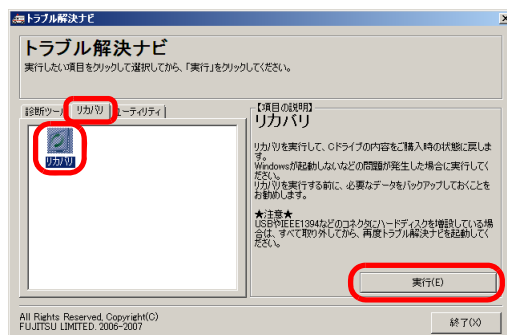 トラブル解決ナビ
トラブル解決ナビ
実行したい項目をクリックして選択してから、「実行」をクリックしてください。
診断ツール
リカバリ
ユーティリティ
リカバリ
【項目の説明】
リカバリ
リカバリを実行して、Cドライブの内容をご購入時の状態に戻しま
す。
Windowsが起動しないなどの問題が発生した場合に実行してく
ださい。
リカバリを実行する前に、必要なデータをバックアップしておくことを
お勧めします。
★注意★
USBやIEEE1394などのコネクタにハードディスクを増設している場
合は、すべて取り外してから、再度トラブル解決ナビを起動してく
ださい。
実行(E)
All Rights Reserved, Copyright(C)
FUJITSU LIMITED. 2006-2007
終了(X)